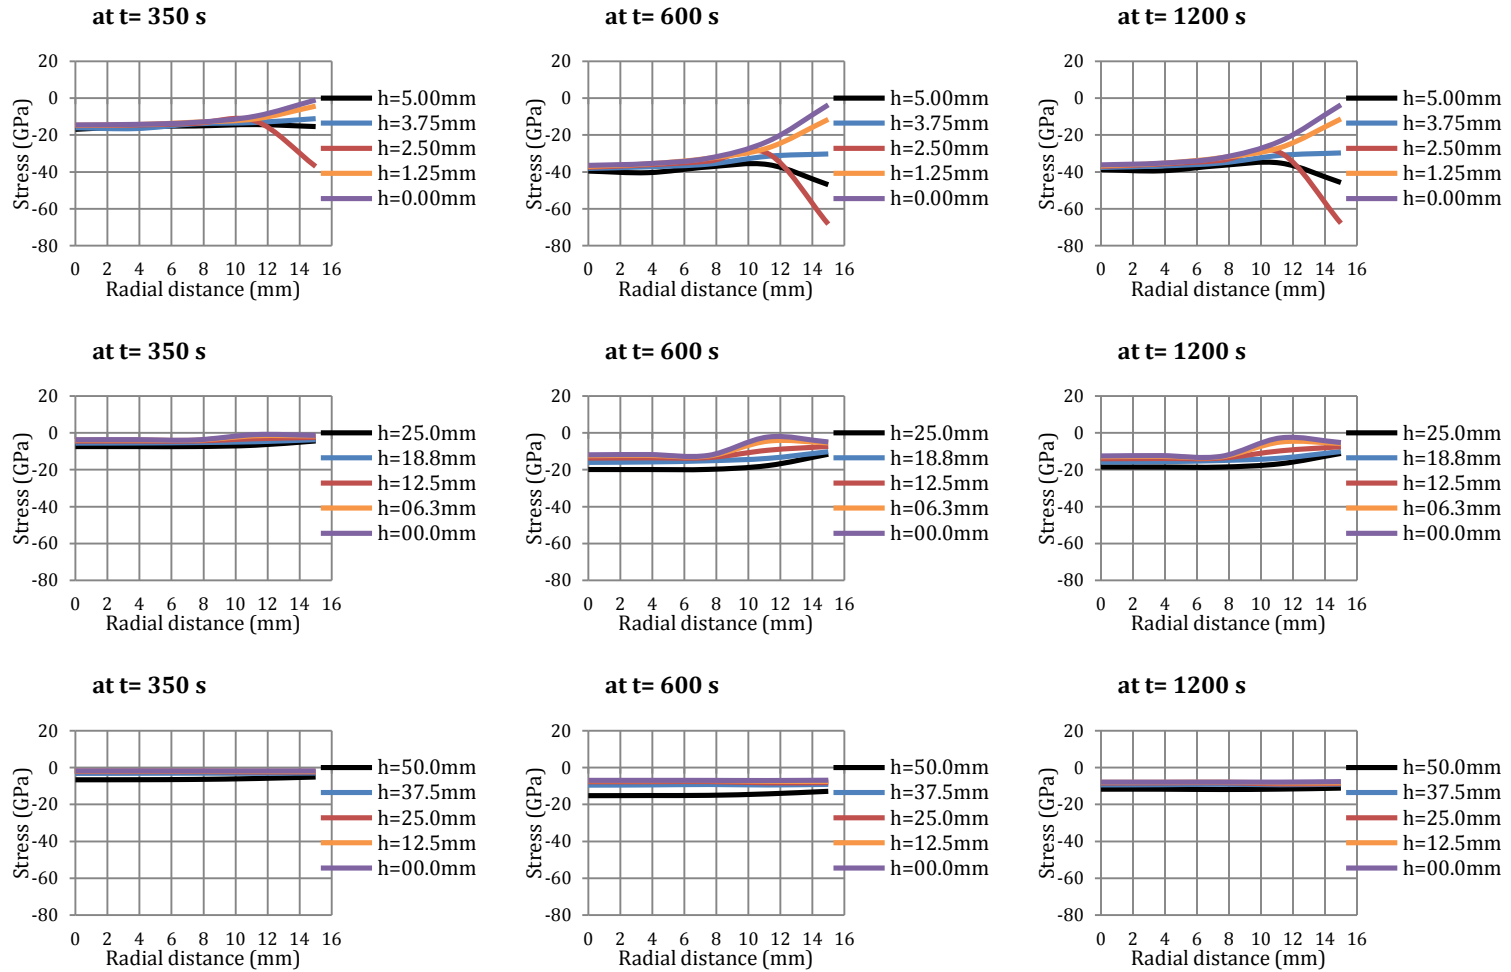 at t= 350 s
20
0
-20
-40
-60
-80
Stress (GPa)
0 2 4 6 8 10 12 14 16
Radial distance (mm)
h=5.00mm
h=3.75mm
h=2.50mm
h=1.25mm
h=0.00mm
at t= 600 s
20
0
-20
-40
-60
-80
Stress (GPa)
0 2 4 6 8 10 12 14 16
Radial distance (mm)
h=5.00mm
h=3.75mm
h=2.50mm
h=1.25mm
h=0.00mm
at t= 1200 s
20
0
-20
-40
-60
-80
Stress (GPa)
0 2 4 6 8 10 12 14 16
Radial distance (mm)
h=5.00mm
h=3.75mm
h=2.50mm
h=1.25mm
h=0.00mm
at t= 350 s
20
0
-20
-40
-60
-80
Stress (GPa)
0 2 4 6 8 10 12 14 16
Radial distance (mm)
h=25.0mm
h=18.8mm
h=12.5mm
h=06.3mm
h=00.0mm
at t= 600 s
20
0
-20
-40
-60
-80
Stress (GPa)
0 2 4 6 8 10 12 14 16
Radial distance (mm)
h=25.0mm
h=18.8mm
h=12.5mm
h=06.3mm
h=00.0mm
at t= 1200 s
20
0
-20
-40
-60
-80
Stress (GPa)
0 2 4 6 8 10 12 14 16
Radial distance (mm)
h=25.0mm
h=18.8mm
h=12.5mm
h=06.3mm
h=00.0mm
at t= 350 s
20
0
-20
-40
-60
-80
Stress (GPa)
0 2 4 6 8 10 12 14 16
Radial distance (mm)
h=50.0mm
h=37.5mm
h=25.0mm
h=12.5mm
h=00.0mm
at t= 600 s
20
0
-20
-40
-60
-80
Stress (GPa)
0 2 4 6 8 10 12 14 16
Radial distance (mm)
h=50.0mm
h=37.5mm
h=25.0mm
h=12.5mm
h=00.0mm
at t= 1200 s
20
0
-20
-40
-60
-80
Stress (GPa)
0 2 4 6 8 10 12 14 16
Radial distance (mm)
h=50.0mm
h=37.5mm
h=25.0mm
h=12.5mm
h=00.0mm